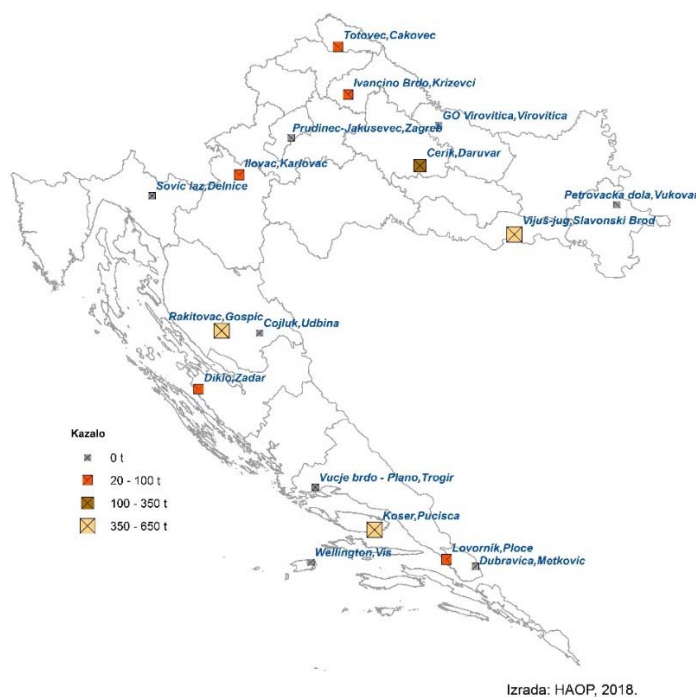 Totovec,Cakovec
Ivancino Brdo,Krizevci
GO Virovitica,Virovitica
Prudinec-Jakusevec,Zagreb
Cerik,Daruvar
Ilovac,Karlovac
Sovic laz,Delnice
Petrovacka dola,Vukovar
Vijuš-jug,Slavonski Brod
Rakitovac,Gospic
Cojluk,Udbina
Diklo,Zadar
Kazalo
0 t
20 - 100 t
100 - 350 t
350 - 650 t
Vucje brdo - Plano,Trogir
Koser,Pucisca
Wellington,Vis
Lovornik,Ploce
Dubravica,Metkovic
Izrada: HAOP, 2018.